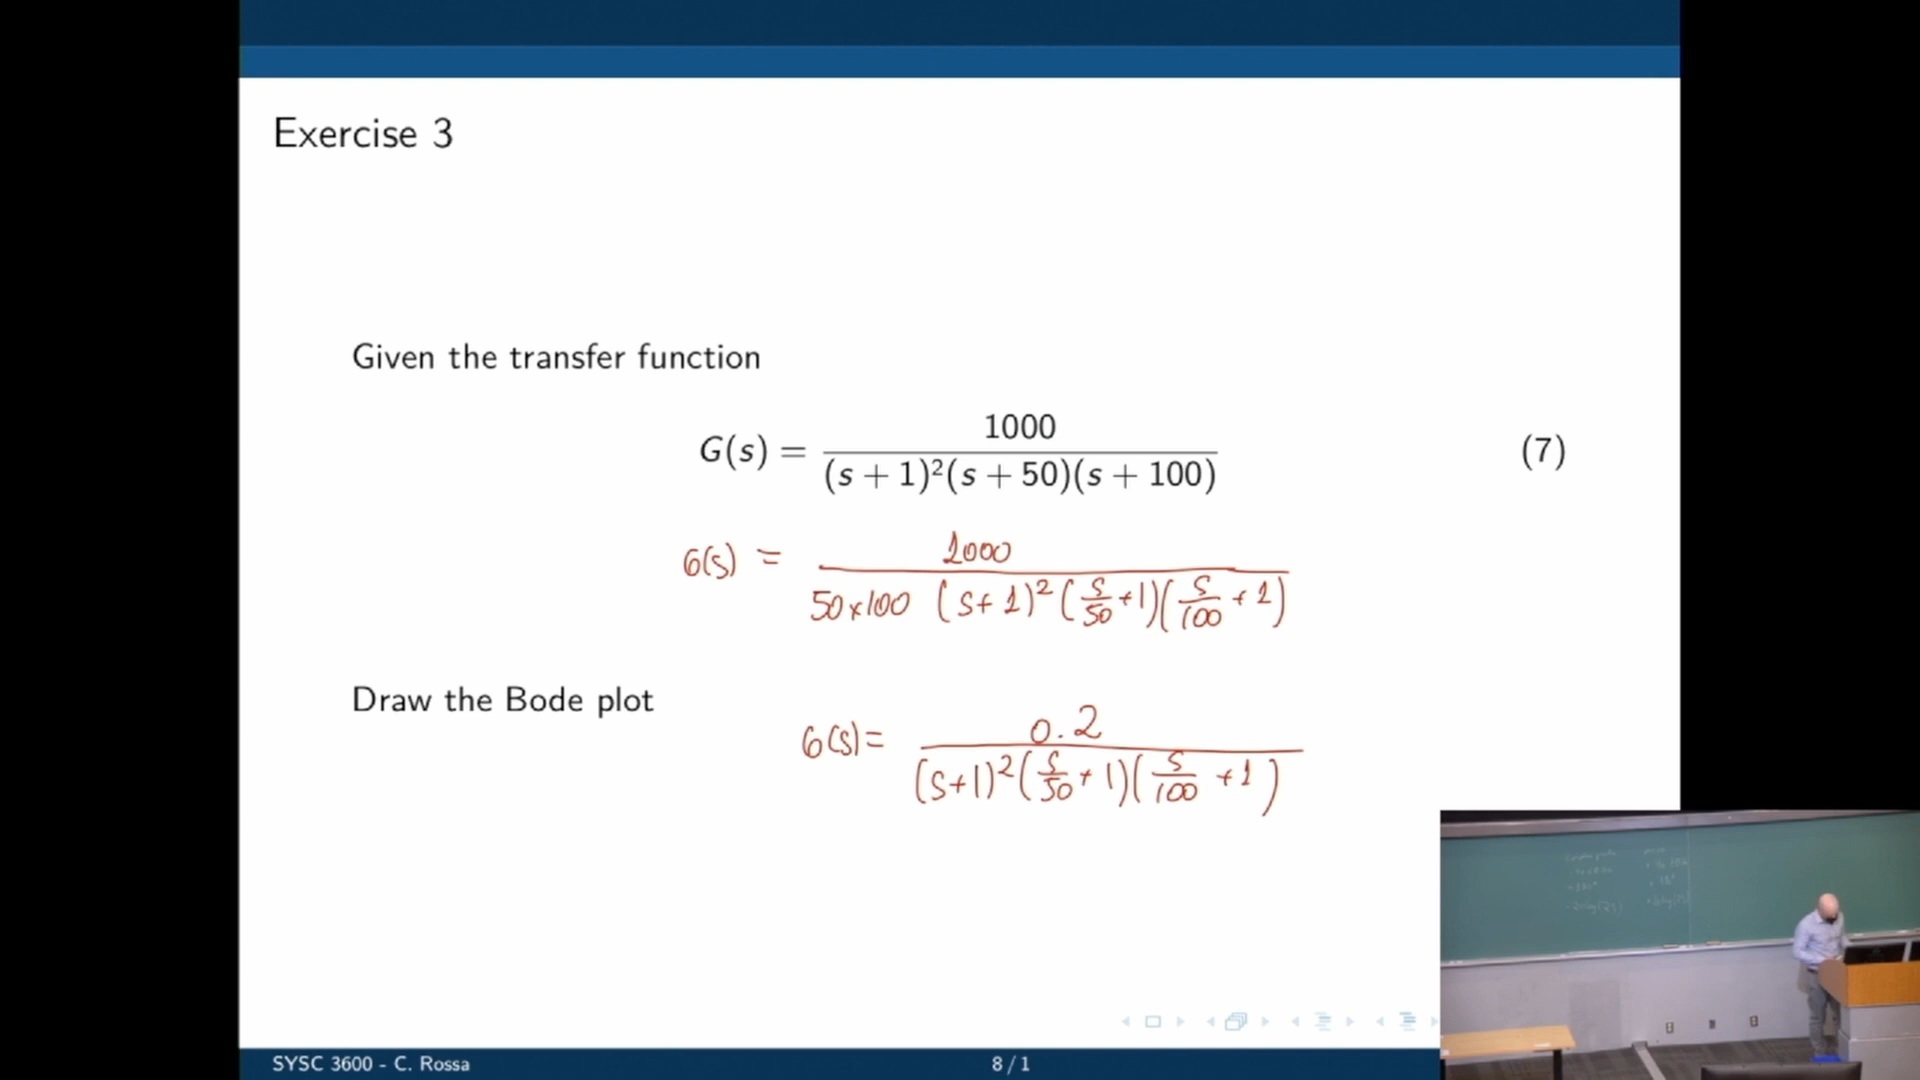 Exercise 3
Given the transfer function
G(s) = 1000 / (s + 1)²(s + 50)(s + 100) (7)
G(s) = 1000 / 50×100 (s+1)² (s/50 +1)(s/100 +1)
Draw the Bode plot
G(s) = 0.2 / (s+1)² (s/50 + 1)(s/100 +1)
SYSC 3600 - C. Rossa
8 / 1